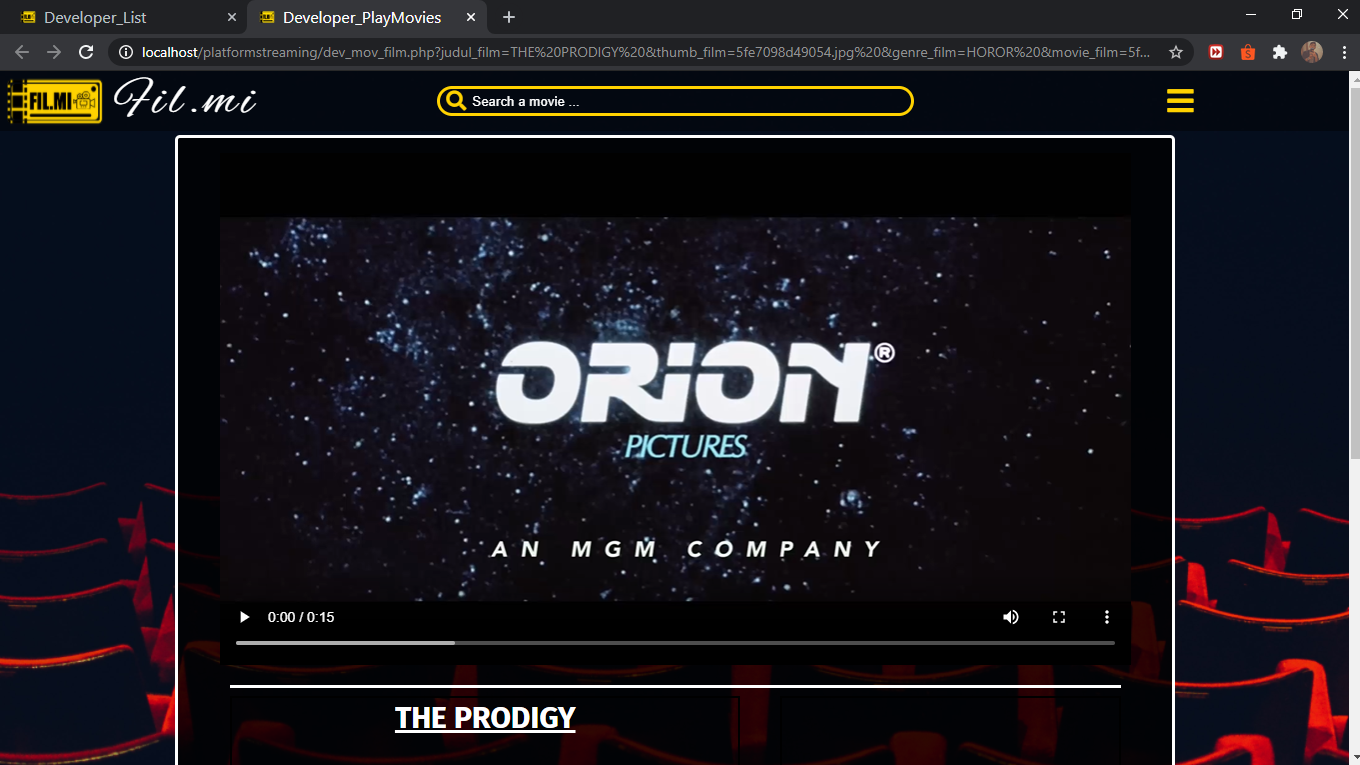 Developer_List
Developer_PlayMovies
localhost/platformstreaming/dev_mov_film.php?judul_film=THE%20PRODIGY%20&thumb_film=5fe7098d49054.jpg%20&genre_film=HOROR%20&movie_film=5f...
FIL.MI
Fil.mi
Search a movie ...
ORION®
PICTURES
AN MGM COMPANY
0:00 / 0:15
THE PRODIGY